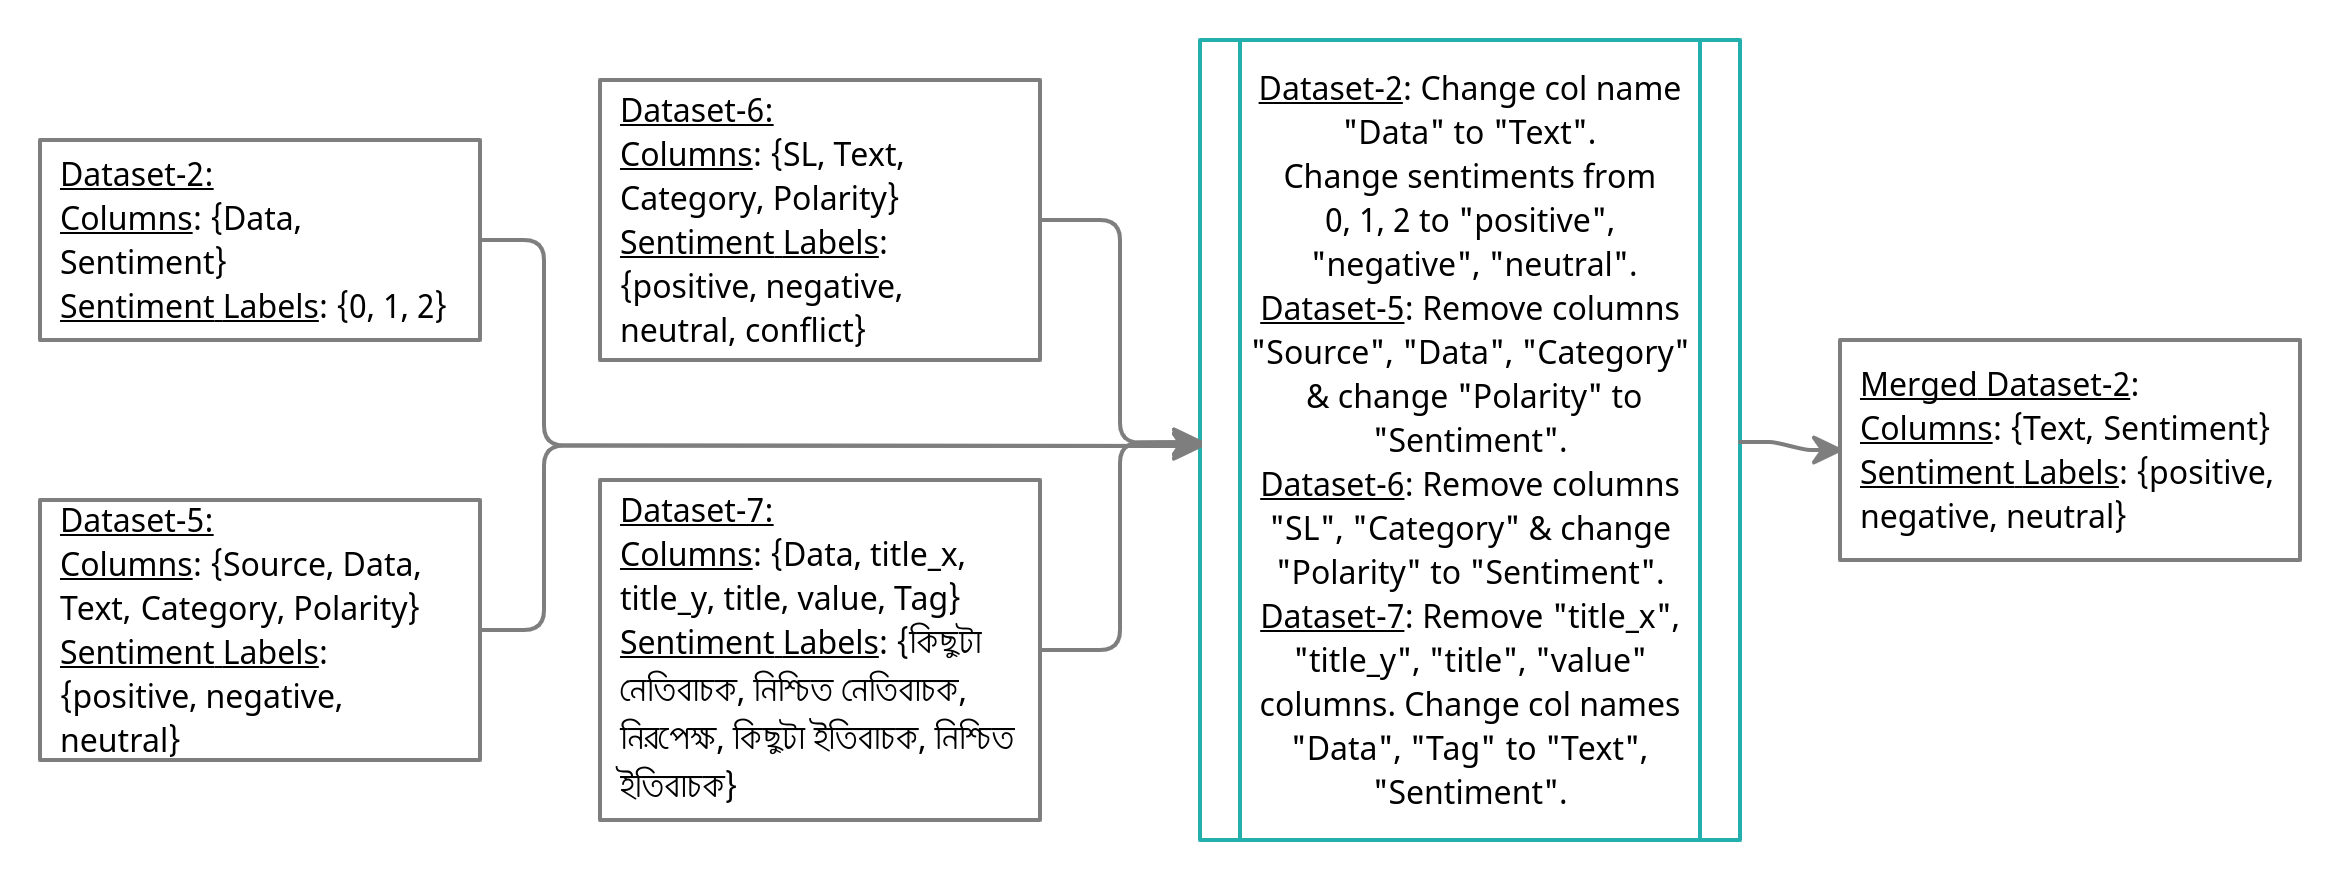 Dataset-2:
Columns: {Data,
Sentiment}
Sentiment Labels: {0, 1, 2}
Dataset-5:
Columns: {Source, Data,
Text, Category, Polarity}
Sentiment Labels:
{positive, negative,
neutral}
Dataset-6:
Columns: {SL, Text,
Category, Polarity}
Sentiment Labels:
{positive, negative,
neutral, conflict}
Dataset-7:
Columns: {Data, title_x,
title_y, title, value, Tag}
Sentiment Labels: {কিছুটা
নেতিবাচক, নিশ্চিত নেতিবাচক,
নিরপেক্ষ, কিছুটা ইতিবাচক, নিশ্চিত
ইতিবাচক}
Dataset-2: Change col name
"Data" to "Text".
Change sentiments from
0, 1, 2 to "positive",
"negative", "neutral".
Dataset-5: Remove columns
"Source", "Data", "Category"
& change "Polarity" to
"Sentiment".
Dataset-6: Remove columns
"SL", "Category" & change
"Polarity" to "Sentiment".
Dataset-7: Remove "title_x",
"title_y", "title", "value"
columns. Change col names
"Data", "Tag" to "Text",
"Sentiment".
Merged Dataset-2:
Columns: {Text, Sentiment}
Sentiment Labels: {positive,
negative, neutral}